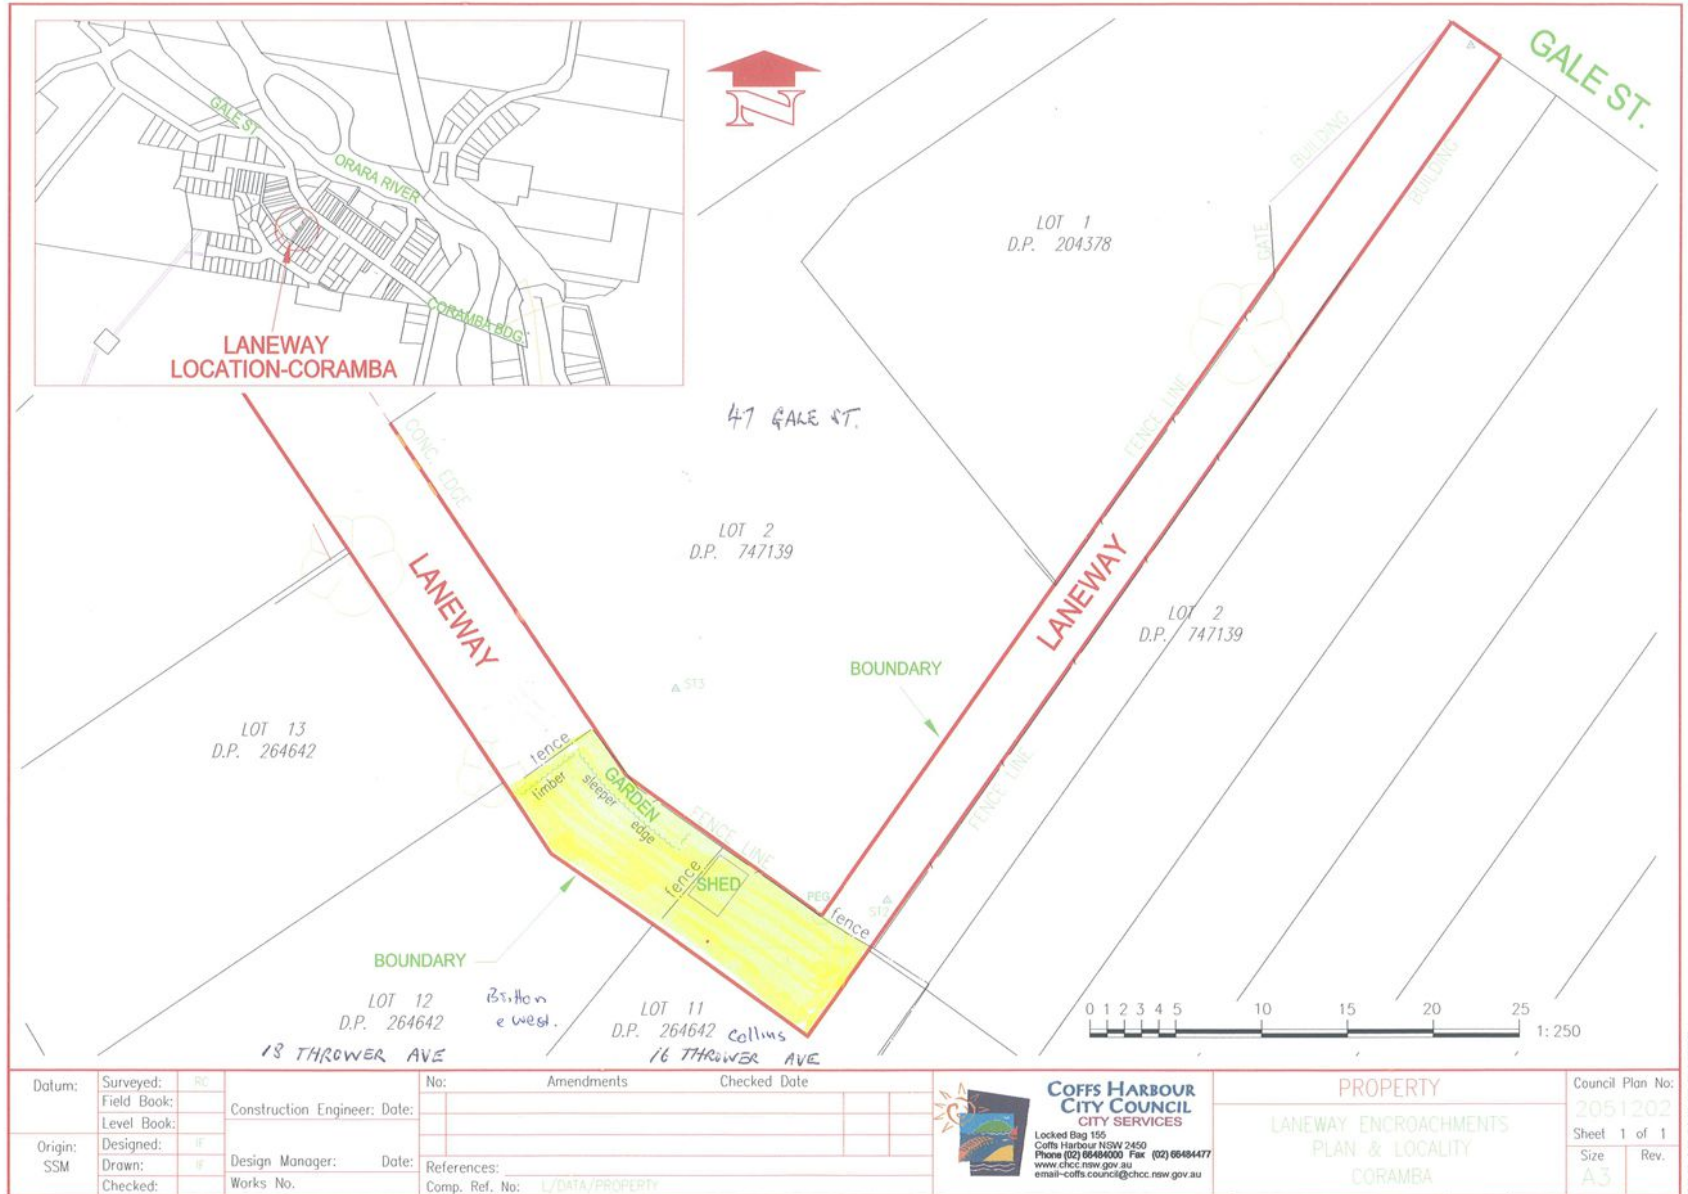 GALE ST
ORARA RIVER
CORAMBA BDG
LANEWAY
LOCATION-CORAMBA
N
GALE ST.
BUILDING
BUILDING
GATE
LOT 1
D.P. 204378
47 GALE ST.
CONC. EDGE
FENCE LINE
LOT 2
D.P. 747139
LANEWAY
LANEWAY
LOT 2
D.P. 747139
BOUNDARY
ST3
LOT 13
D.P. 264642
fence
timber
sleeper
edge
GARDEN
FENCE LINE
FENCE LINE
fence
SHED
PEG
fence
ST2
BOUNDARY
LOT 12
D.P. 264642
Britton
e West.
18 THROWER AVE
LOT 11
D.P. 264642
Collins
16 THROWER AVE
0 1 2 3 4 5 10 15 20 25
1:250
Datum:
Origin:
SSM
Surveyed: RC
Field Book:
Level Book:
Designed: IF
Drawn: IF
Checked:
Construction Engineer: Date:
Design Manager: Date:
Works No.
No: Amendments Checked Date
References:
Comp. Ref. No: L/DATA/PROPERTY
COFFS HARBOUR
CITY COUNCIL
CITY SERVICES
Locked Bag 155
Coffs Harbour NSW 2450
Phone (02) 66484000 Fax (02) 66484477
www.chcc.nsw.gov.au
email-coffs.council@chcc.nsw.gov.au
PROPERTY
LANEWAY ENCROACHMENTS
PLAN & LOCALITY
CORAMBA
Council Plan No:
2051202
Sheet 1 of 1
Size Rev.
A3